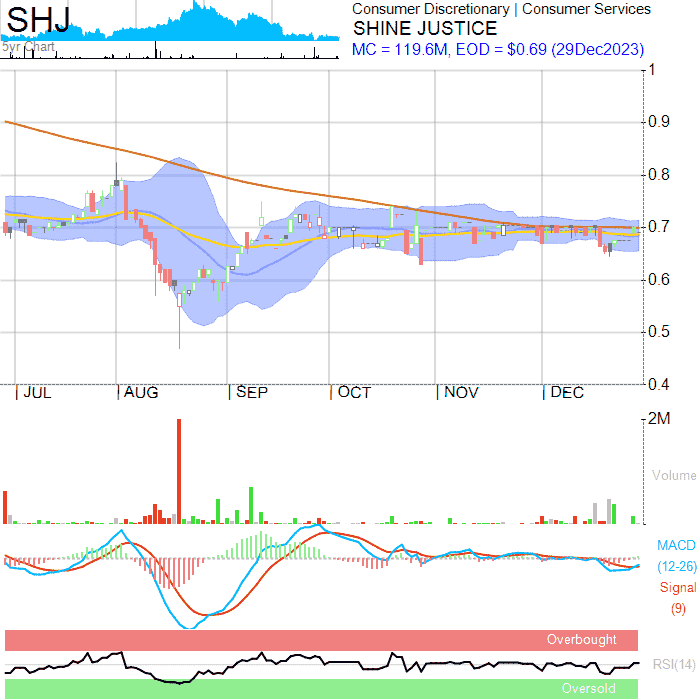 SHJ
5yr Chart
Consumer Discretionary | Consumer Services
SHINE JUSTICE
MC = 119.6M, EOD = $0.69 (29Dec2023)
1
0.9
0.8
0.7
0.6
0.5
0.4
JUL AUG SEP OCT NOV DEC
2M
Volume
MACD
(12-26)
Signal
(9)
Overbought
RSI(14)
Oversold